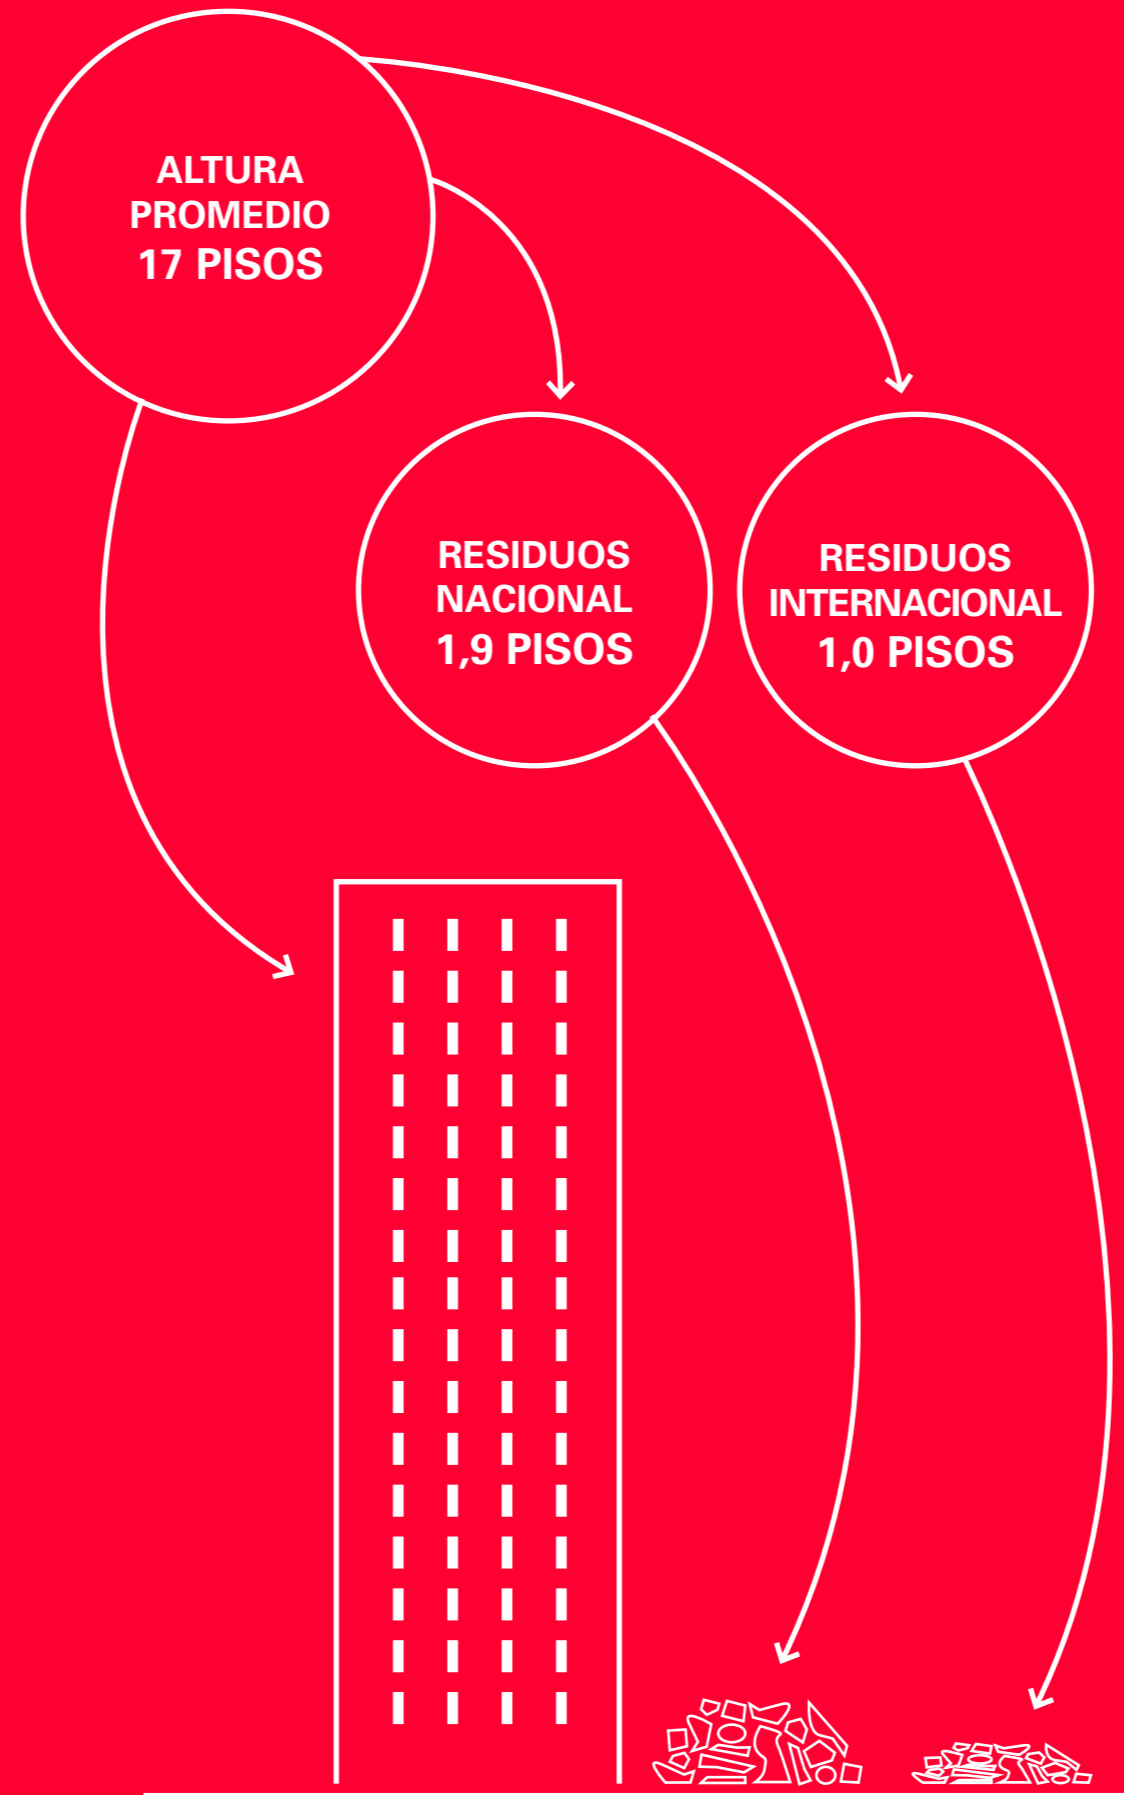 ALTURA
PROMEDIO
17 PISOS
RESIDUOS
NACIONAL
1,9 PISOS
RESIDUOS
INTERNACIONAL
1,0 PISOS